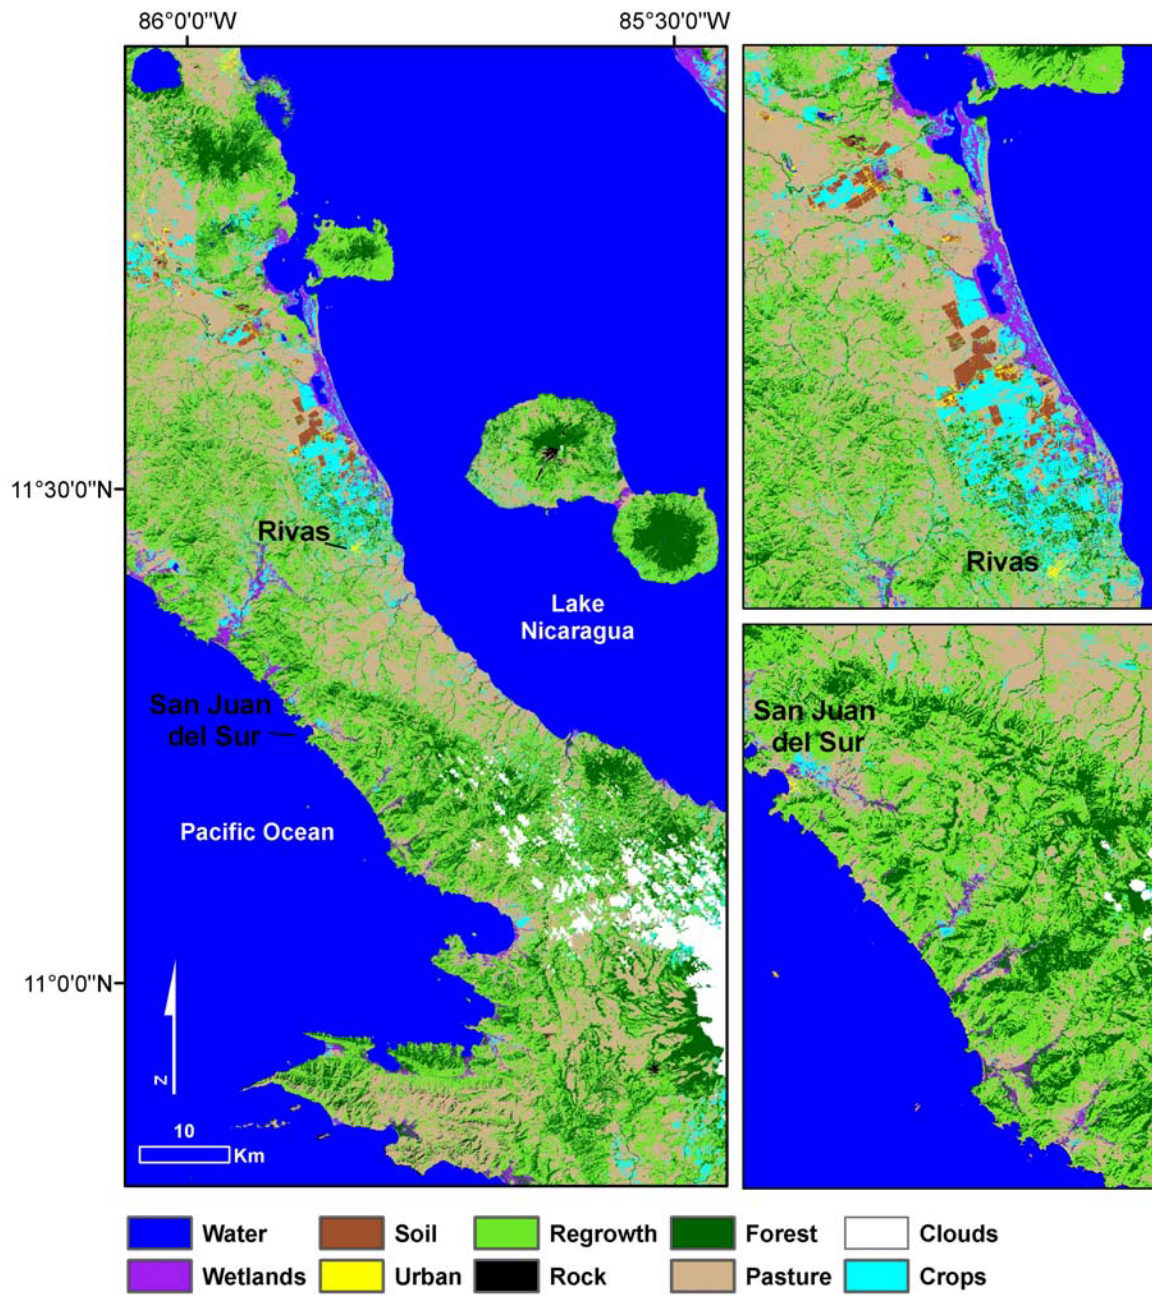 86°0'0"W
85°30'0"W
11°30'0"N
Rivas
Rivas
Lake
Nicaragua
San Juan
del Sur
San Juan
del Sur
Pacific Ocean
11°0'0"N
N
10
Km
Water
Soil
Regrowth
Forest
Clouds
Wetlands
Urban
Rock
Pasture
Crops